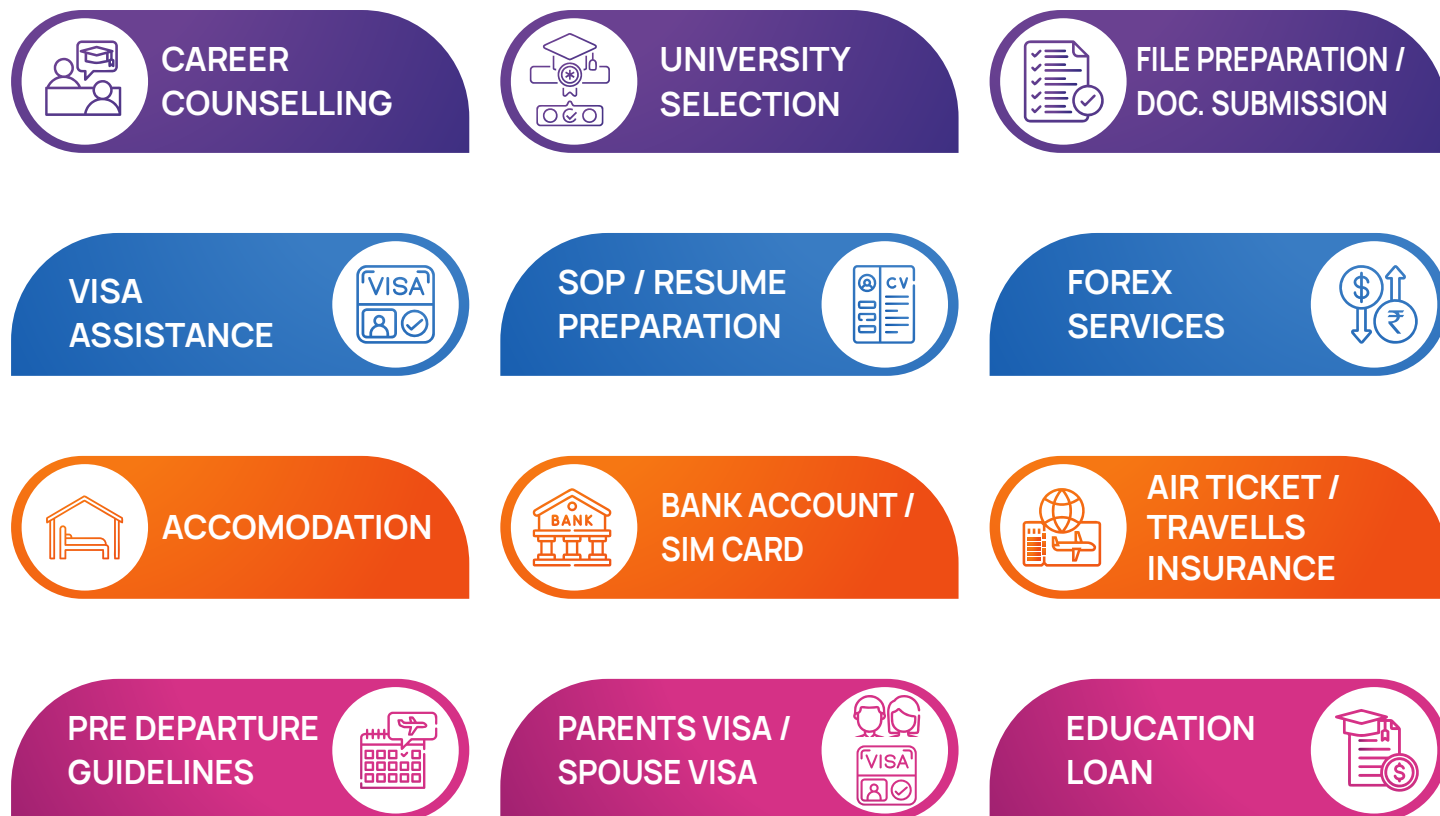 CAREER
COUNSELLING
UNIVERSITY
SELECTION
FILE PREPARATION /
DOC. SUBMISSION
VISA
ASSISTANCE
VISA
SOP / RESUME
PREPARATION
CV
FOREX
SERVICES
$
₹
ACCOMODATION
BANK
BANK ACCOUNT /
SIM CARD
AIR TICKET /
TRAVELLS
INSURANCE
PRE DEPARTURE
GUIDELINES
PARENTS VISA /
SPOUSE VISA
VISA
EDUCATION
LOAN
$